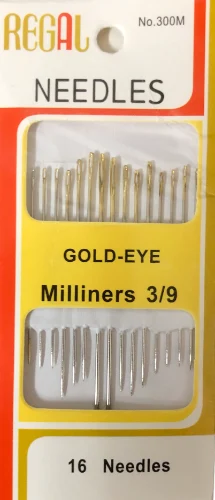 REGAL
No.300M
NEEDLES
GOLD-EYE
Milliners 3/9
16 Needles